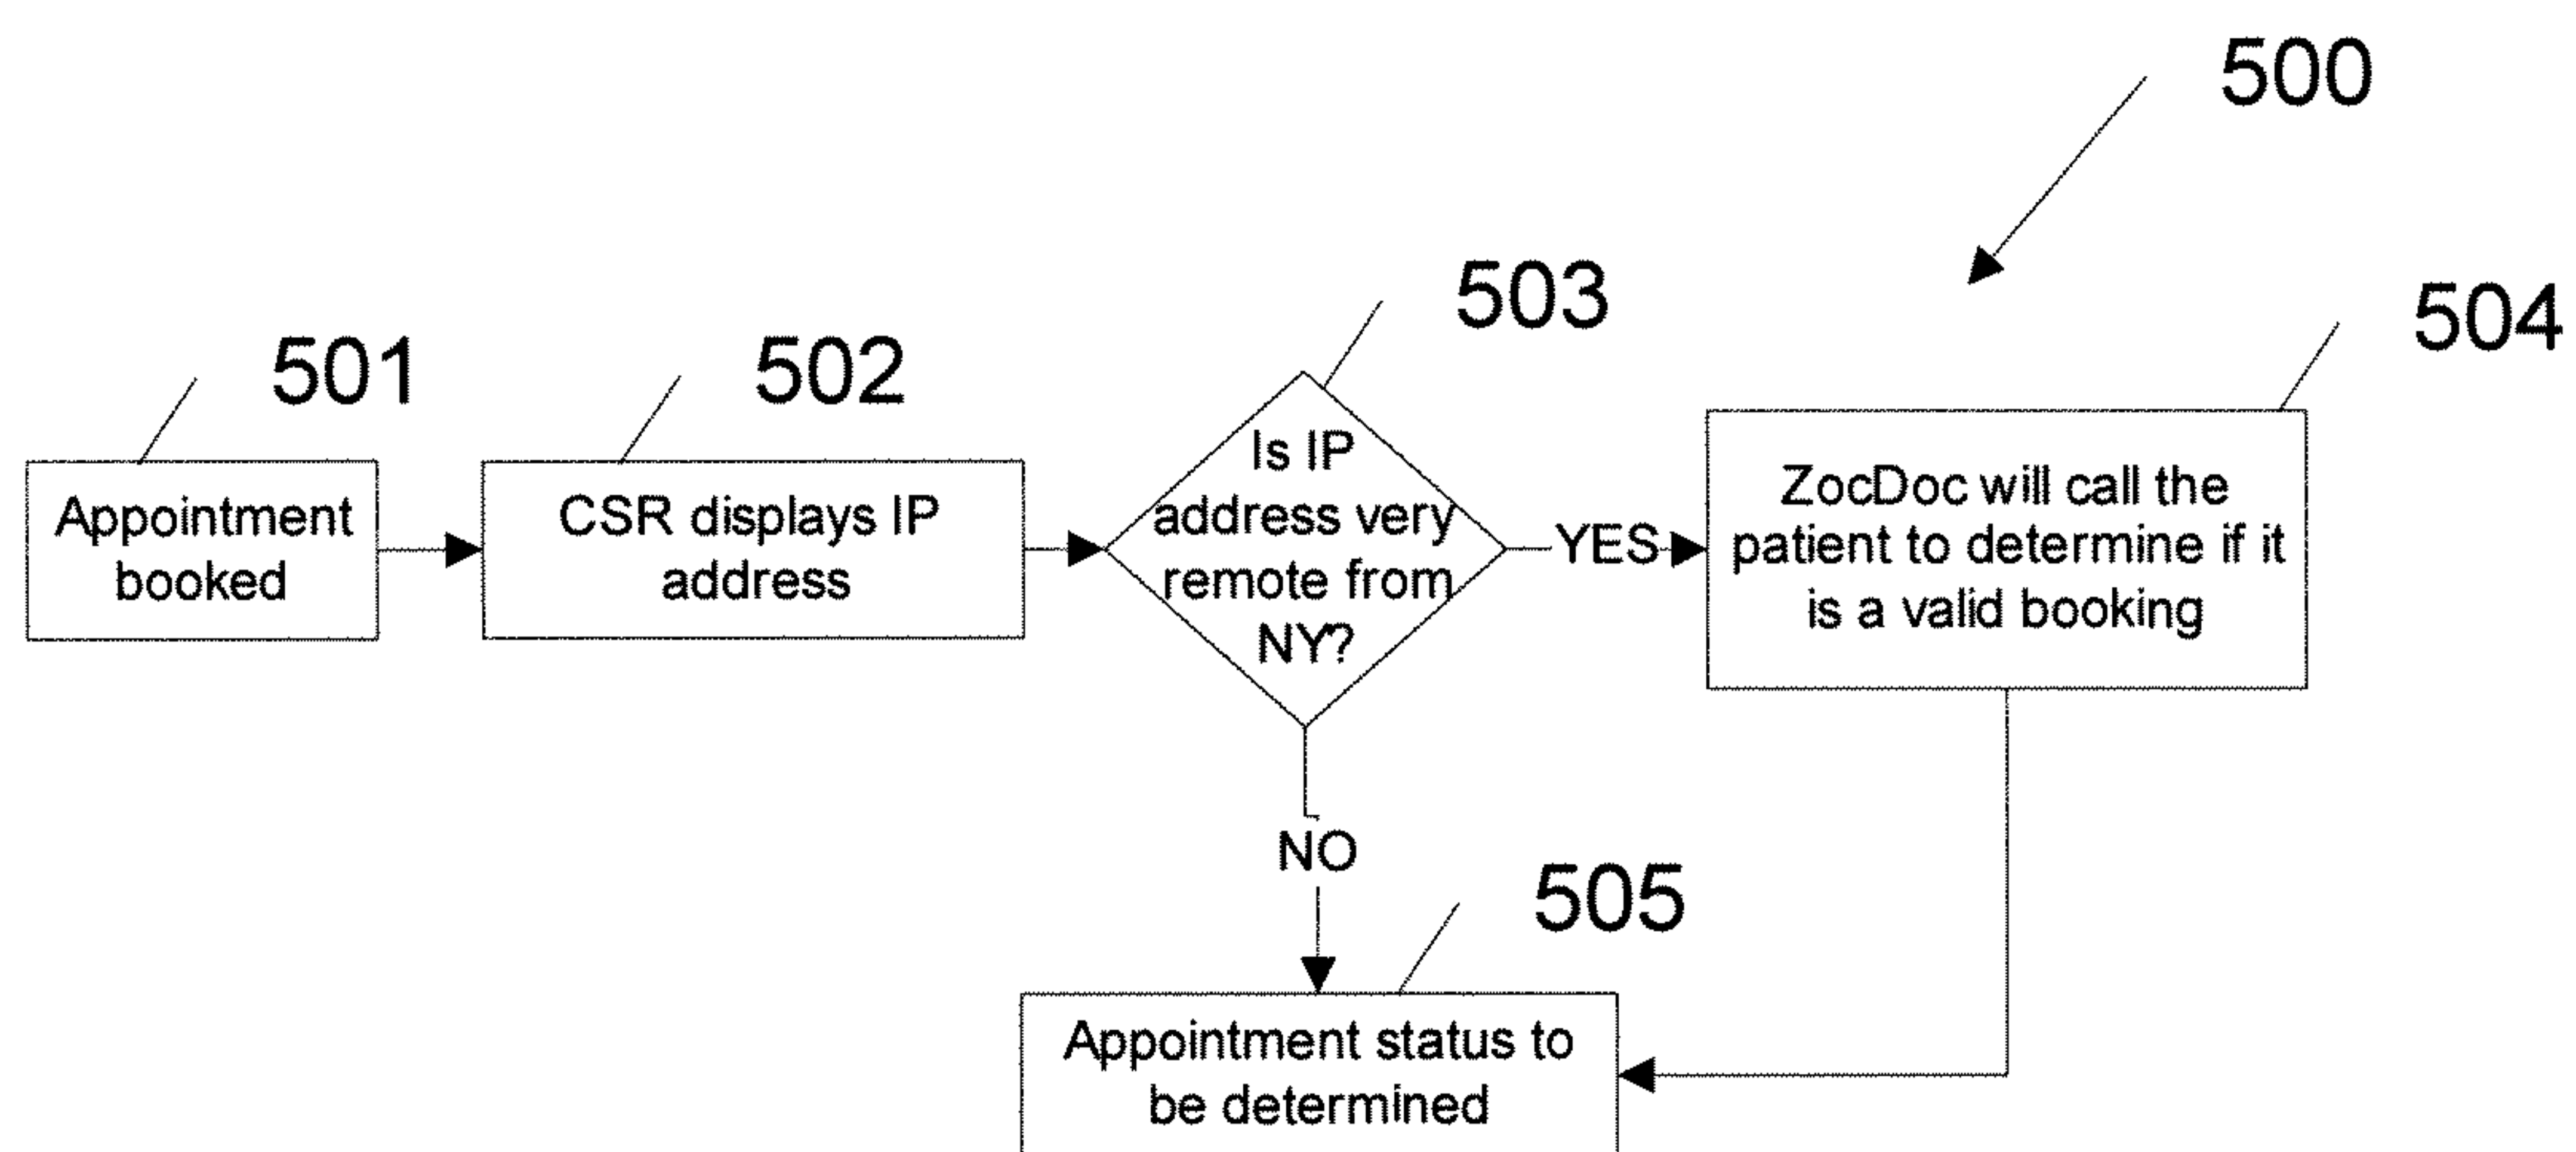 500
503
504
501
502
Appointment
booked
CSR displays IP
address
Is IP
address very
remote from
NY?
YES
ZocDoc will call the
patient to determine if it
is a valid booking
NO
505
Appointment status to
be determined